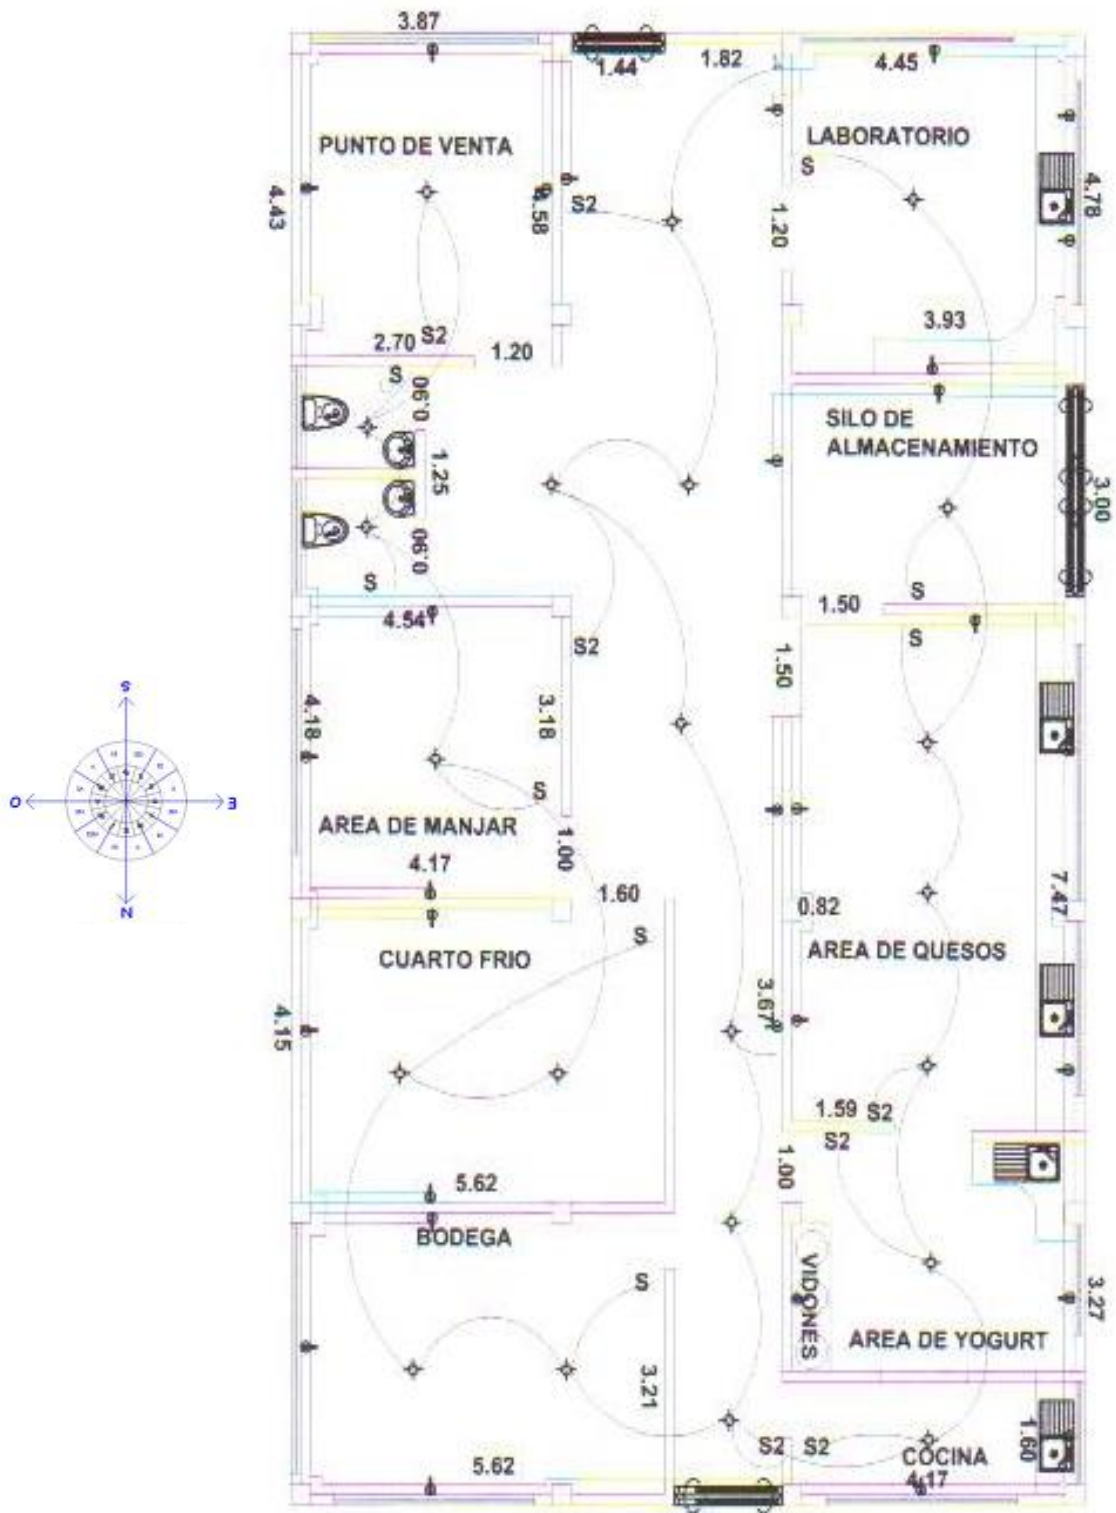 3.87
1.44
1.82
4.45
PUNTO DE VENTA
LABORATORIO
S
4.43
4.58
S2
1.20
4.78
2.70
S2
1.20
3.93
S
0.90
1.25
SILO DE
ALMACENAMIENTO
3.00
0.90
S
S
1.50
4.54
S2
S
1.50
4.18
3.18
S
AREA DE MANJAR
1.00
4.17
1.60
0.82
7.47
S
CUARTO FRIO
AREA DE QUESOS
4.15
3.67
1.59
S2
S2
1.00
5.62
BODEGA
S
VIDONES
3.27
AREA DE YOGURT
3.21
S2
S2
1.60
5.62
COCINA
4.17
S
O
E
N